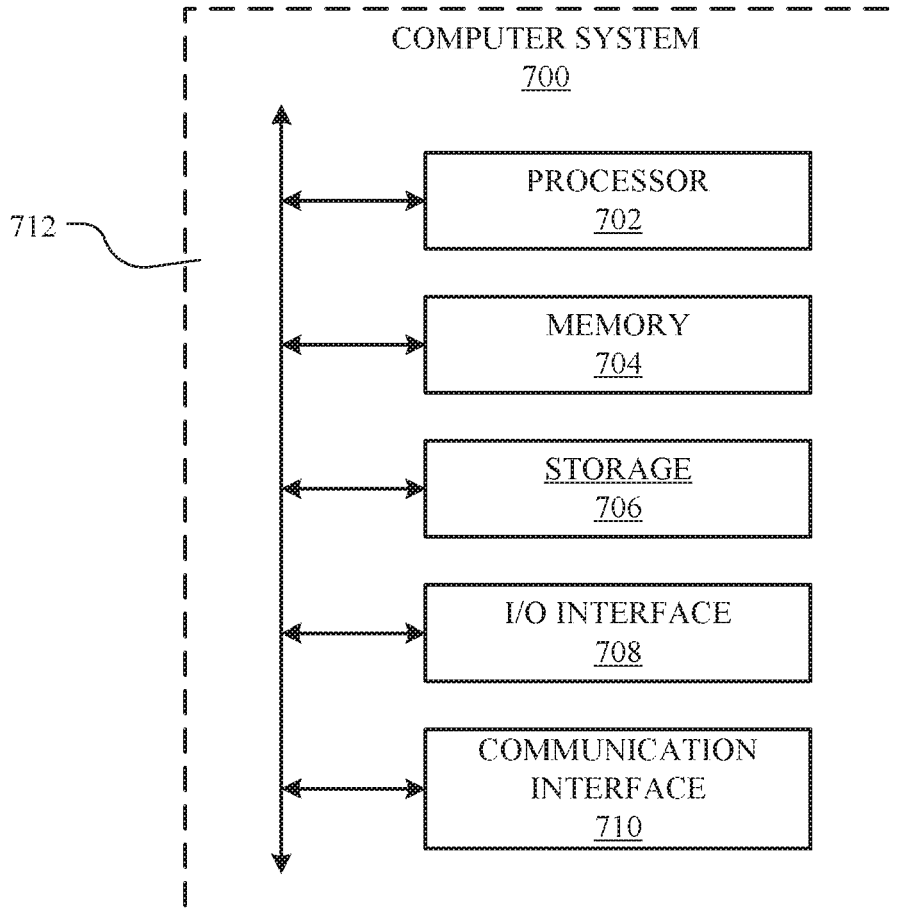 COMPUTER SYSTEM
700
PROCESSOR
702
712
MEMORY
704
STORAGE
706
I/O INTERFACE
708
COMMUNICATION
INTERFACE
710